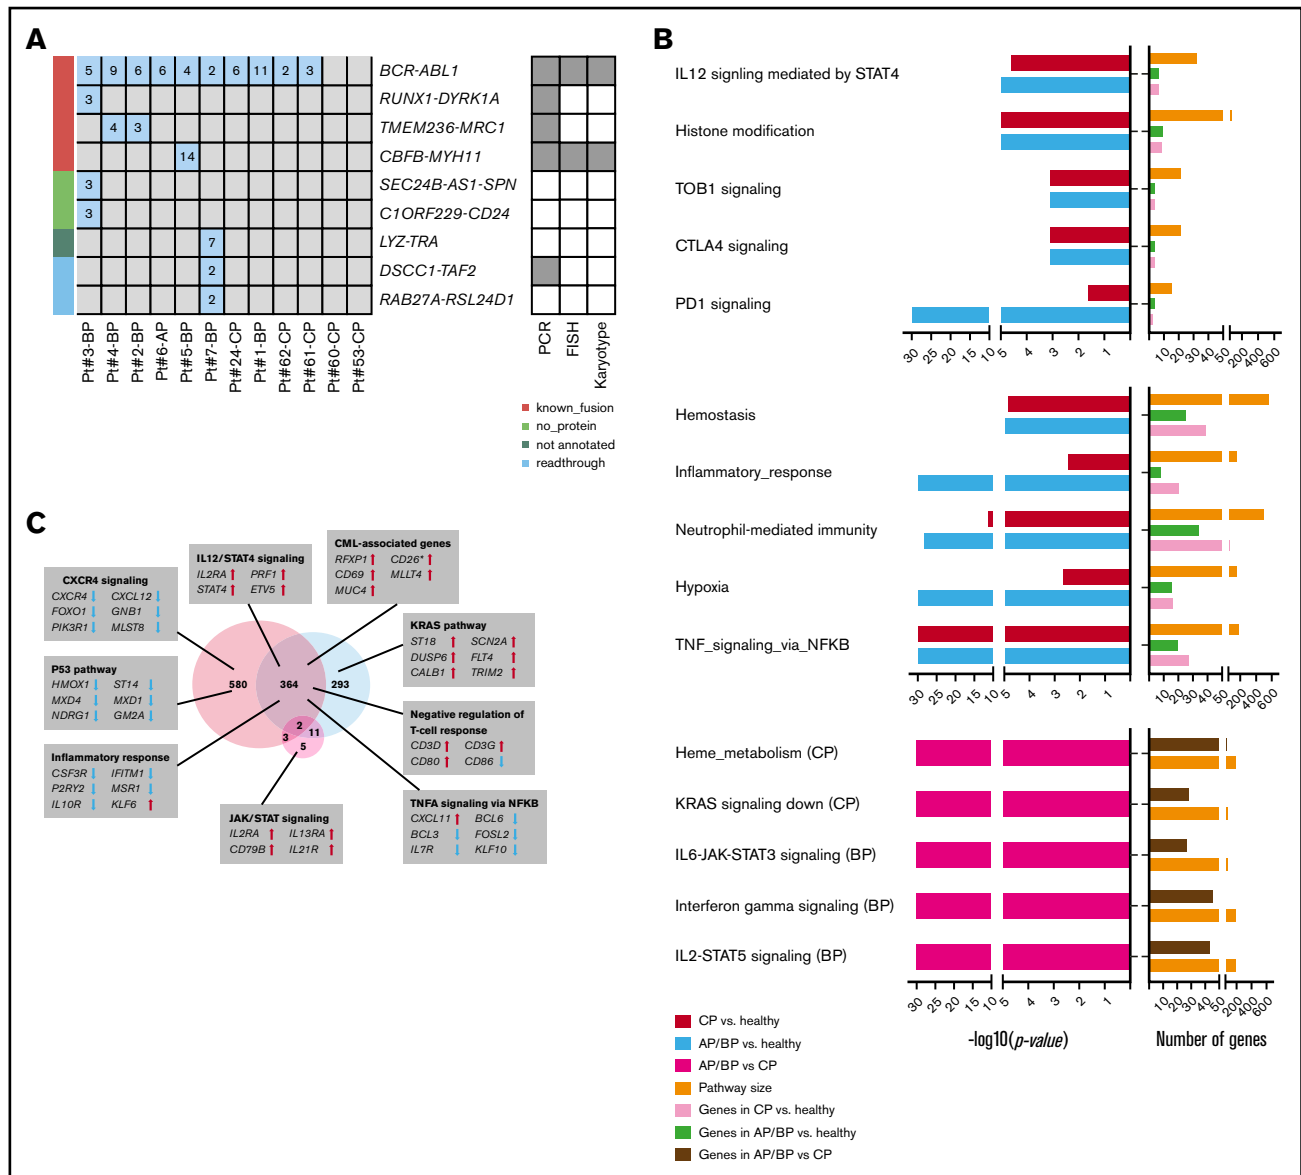 A
5 9 6 6 4 2 6 11 2 3 BCR-ABL1
3 RUNX1-DYRK1A
4 3 TMEM236-MRC1
14 CBFB-MYH11
3 SEC24B-AS1-SPN
3 C1ORF229-CD24
7 LYZ-TRA
2 DSCC1-TAF2
2 RAB27A-RSL24D1
Pt#3-BP
Pt#4-BP
Pt#2-BP
Pt#6-AP
Pt#5-BP
Pt#7-BP
Pt#24-CP
Pt#1-BP
Pt#62-CP
Pt#61-CP
Pt#60-CP
Pt#53-CP
PCR
FISH
Karyotype
known_fusion
no_protein
not annotated
readthrough
B
IL12 signling mediated by STAT4
Histone modification
TOB1 signaling
CTLA4 signaling
PD1 signaling
30 25 20 15 10 5 4 3 2 1
10 20 30 40 50 200 400 600
Hemostasis
Inflammatory_response
Neutrophil-mediated immunity
Hypoxia
TNF_signaling_via_NFKB
30 25 20 15 10 5 4 3 2 1
10 20 30 40 50 200 400 600
Heme_metabolism (CP)
KRAS signaling down (CP)
IL6-JAK-STAT3 signaling (BP)
Interferon gamma signaling (BP)
IL2-STAT5 signaling (BP)
30 25 20 15 10 5 4 3 2 1
10 20 30 40 50 200 400 600
-log10(p-value)
Number of genes
CP vs. healthy
AP/BP vs. healthy
AP/BP vs CP
Pathway size
Genes in CP vs. healthy
Genes in AP/BP vs. healthy
Genes in AP/BP vs CP
C
CXCR4 signaling
CXCR4 ↓ CXCL12 ↓
FOXO1 ↓ GNB1 ↓
PIK3R1 ↓ MLST8 ↓
IL12/STAT4 signaling
IL2RA ↑ PRF1 ↑
STAT4 ↑ ETV5 ↑
CML-associated genes
RFXP1 ↑ CD26* ↑
CD69 ↑ MLLT4 ↑
MUC4 ↑
P53 pathway
HMOX1 ↓ ST14 ↓
MXD4 ↓ MXD1 ↓
NDRG1 ↓ GM2A ↓
KRAS pathway
ST18 ↑ SCN2A ↑
DUSP6 ↑ FLT4 ↑
CALB1 ↑ TRIM2 ↑
580 364 293
2
3 11
5
Inflammatory response
CSF3R ↓ IFITM1 ↓
P2RY2 ↓ MSR1 ↓
IL10R ↓ KLF6 ↑
Negative regulation of
T-cell response
CD3D ↑ CD3G ↑
CD80 ↑ CD86 ↓
JAK/STAT signaling
IL2RA ↑ IL13RA ↑
CD79B ↑ IL21R ↑
TNFA signaling via NFKB
CXCL11 ↑ BCL6 ↓
BCL3 ↓ FOSL2 ↓
IL7R ↓ KLF10 ↓